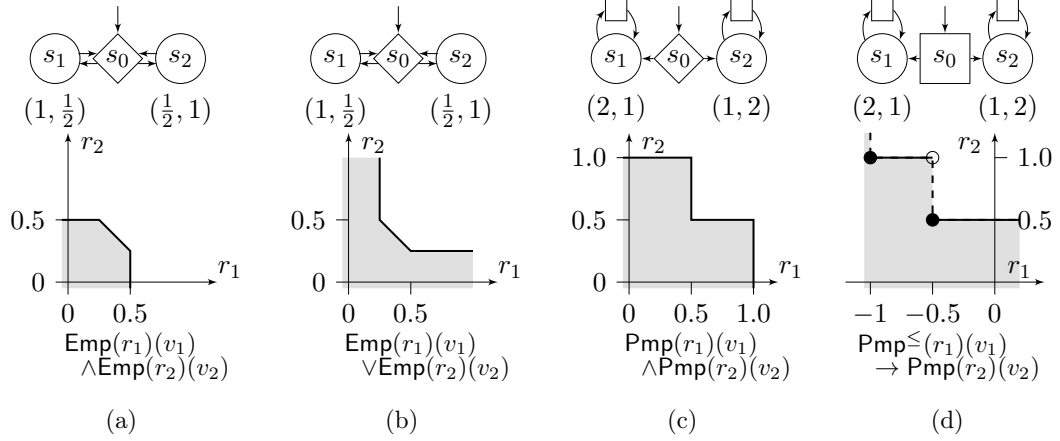 s₁ s₀ s₂
(1, 1/2) (1/2, 1)
r₂
0.5
0
r₁
0 0.5
Emp(r₁)(v₁)
∧Emp(r₂)(v₂)
(a)
s₁ s₀ s₂
(1, 1/2) (1/2, 1)
r₂
0.5
0
r₁
0 0.5
Emp(r₁)(v₁)
∨Emp(r₂)(v₂)
(b)
s₁ s₀ s₂
(2, 1) (1, 2)
r₂
1.0
0.5
0
r₁
0 0.5 1.0
Pmp(r₁)(v₁)
∧Pmp(r₂)(v₂)
(c)
s₁ s₀ s₂
(2, 1) (1, 2)
r₂
1.0
0.5
r₁
−1 −0.5 0
Pmp≤(r₁)(v₁)
→ Pmp(r₂)(v₂)
(d)